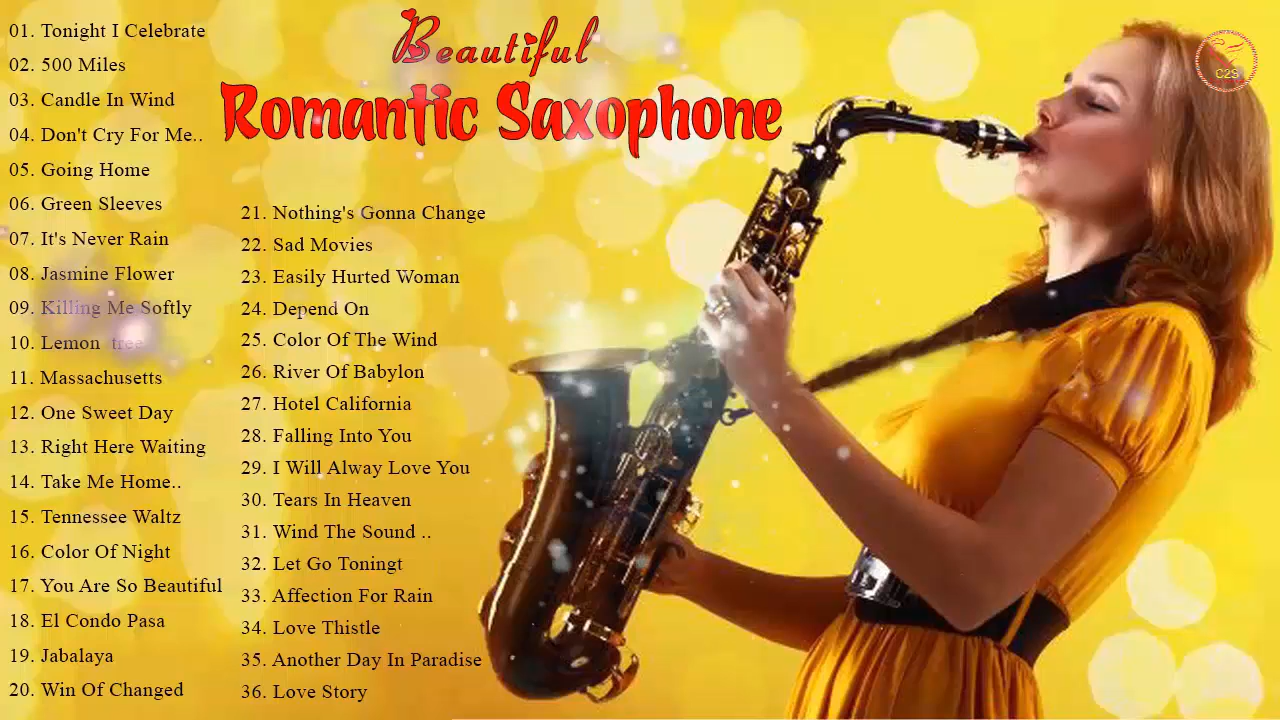 Beautiful
Romantic Saxophone
C2S
01. Tonight I Celebrate
02. 500 Miles
03. Candle In Wind
04. Don't Cry For Me..
05. Going Home
06. Green Sleeves
07. It's Never Rain
08. Jasmine Flower
09. Killing Me Softly
10. Lemon tree
11. Massachusetts
12. One Sweet Day
13. Right Here Waiting
14. Take Me Home..
15. Tennessee Waltz
16. Color Of Night
17. You Are So Beautiful
18. El Condo Pasa
19. Jabalaya
20. Win Of Changed
21. Nothing's Gonna Change
22. Sad Movies
23. Easily Hurted Woman
24. Depend On
25. Color Of The Wind
26. River Of Babylon
27. Hotel California
28. Falling Into You
29. I Will Alway Love You
30. Tears In Heaven
31. Wind The Sound ..
32. Let Go Toningt
33. Affection For Rain
34. Love Thistle
35. Another Day In Paradise
36. Love Story